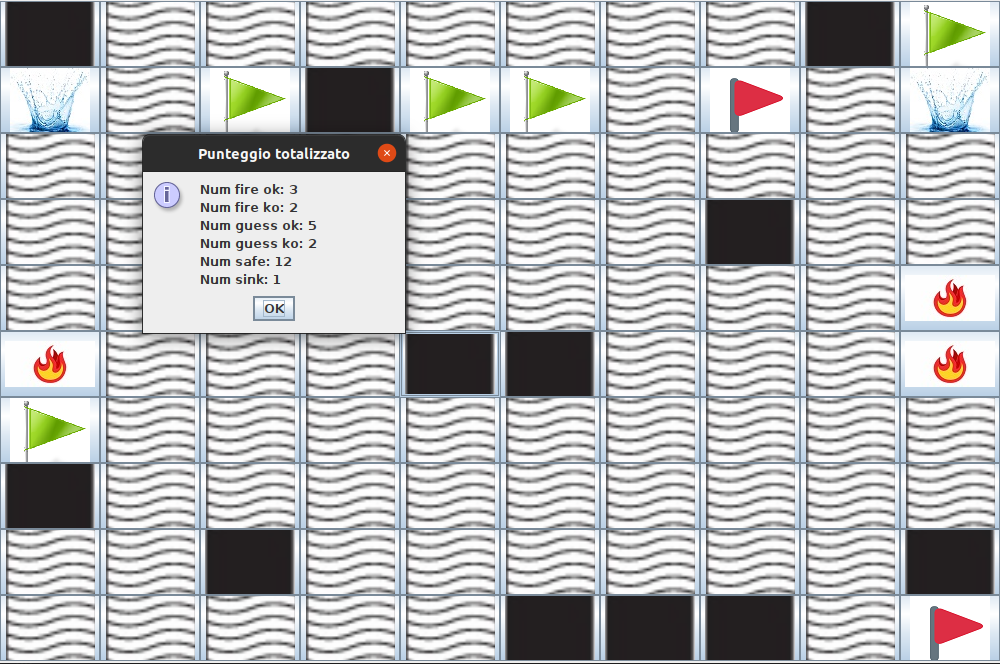 Punteggio totalizzato
Num fire ok: 3
Num fire ko: 2
Num guess ok: 5
Num guess ko: 2
Num safe: 12
Num sink: 1
OK